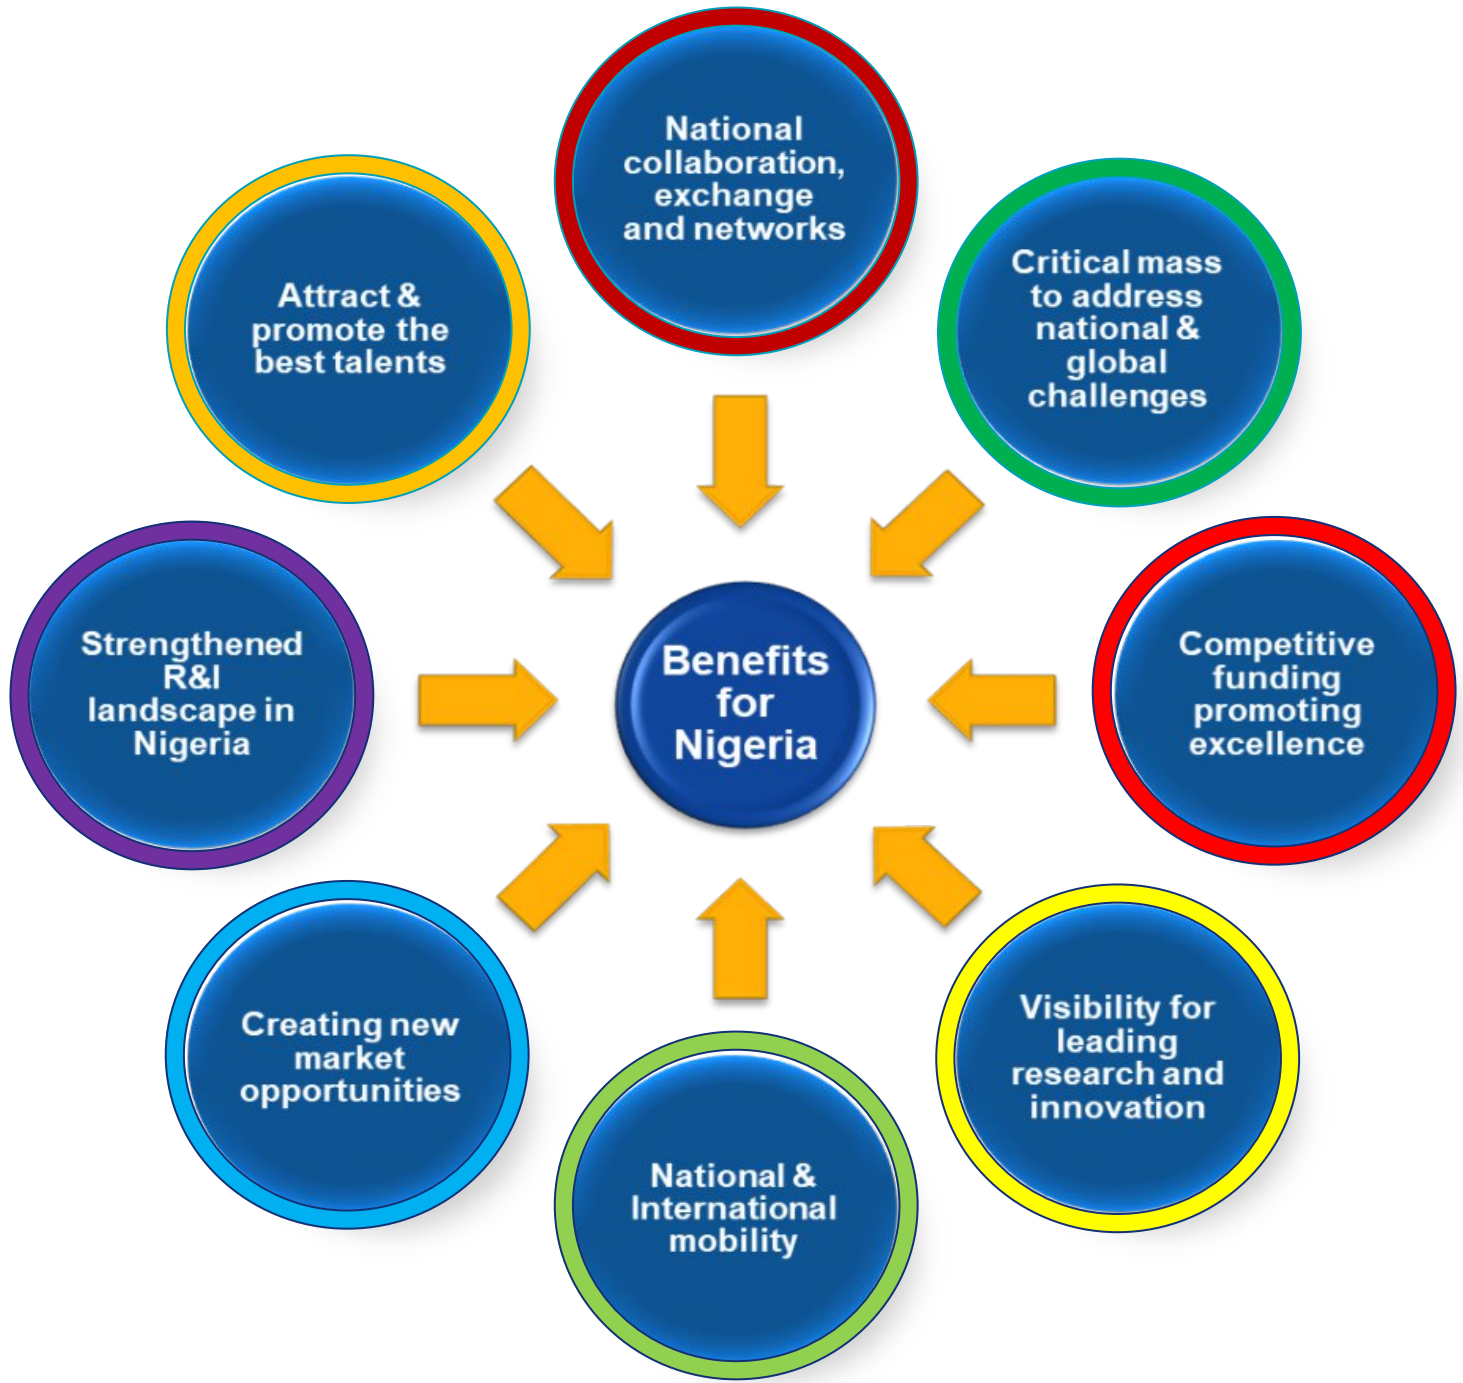 National
collaboration,
exchange
and networks
Critical mass
to address
national &
global
challenges
Competitive
funding
promoting
excellence
Visibility for
leading
research and
innovation
National &
International
mobility
Creating new
market
opportunities
Strengthened
R&I
landscape in
Nigeria
Attract &
promote the
best talents
Benefits
for
Nigeria